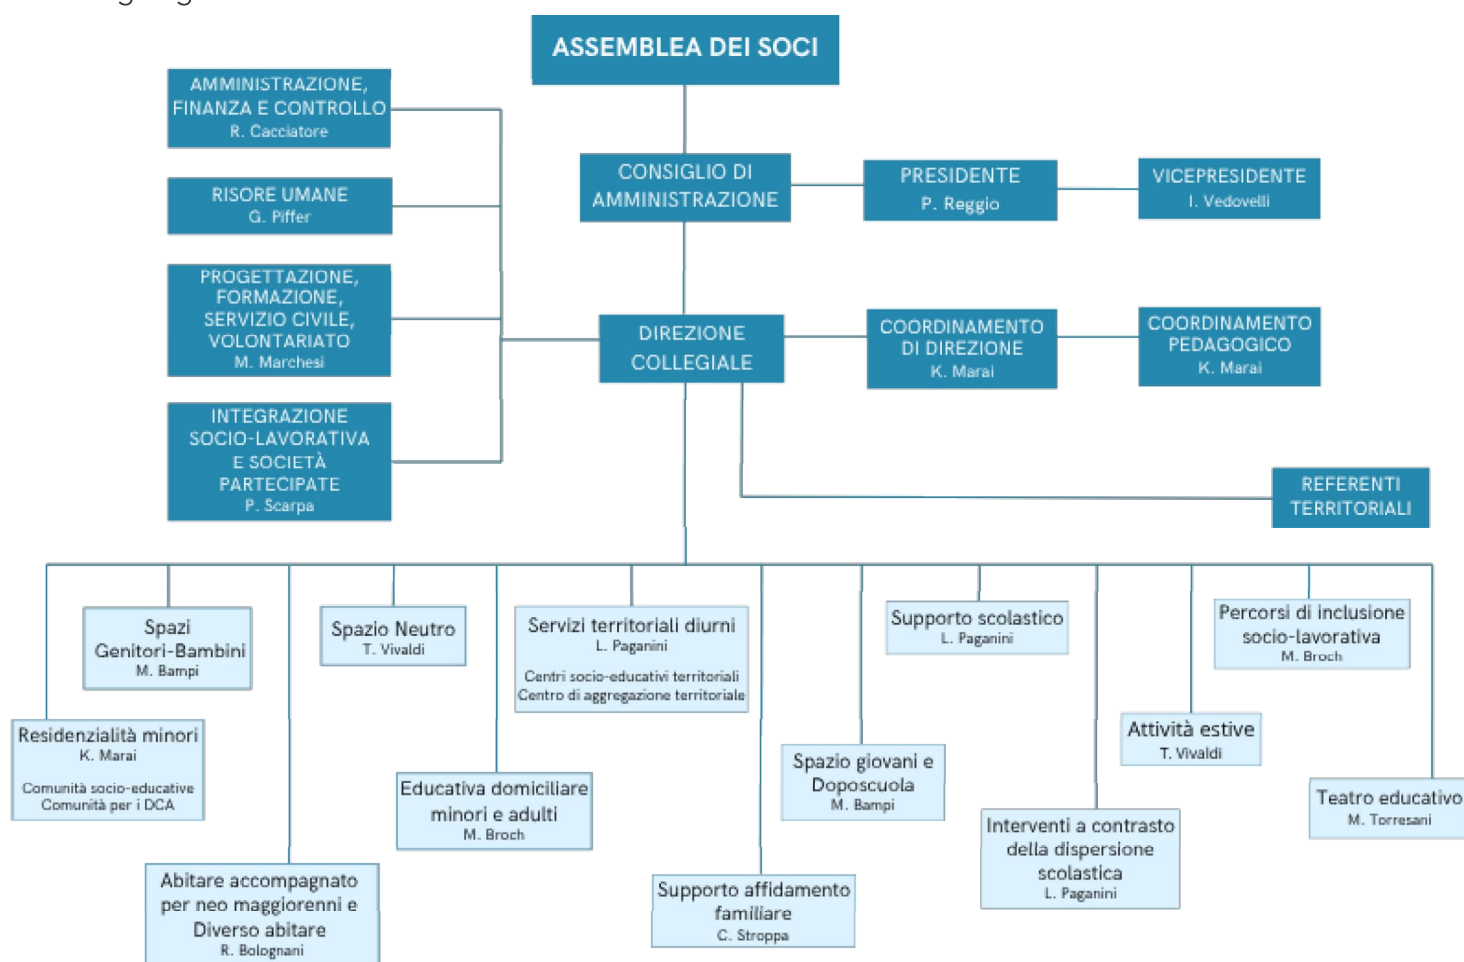 ASSEMBLEA DEI SOCI
AMMINISTRAZIONE,
FINANZA E CONTROLLO
R. Cacciatore
CONSIGLIO DI
AMMINISTRAZIONE
PRESIDENTE
P. Reggio
VICEPRESIDENTE
I. Vedovelli
RISORE UMANE
G. Piffer
PROGETTAZIONE,
FORMAZIONE,
SERVIZIO CIVILE,
VOLONTARIATO
M. Marchesi
DIREZIONE
COLLEGIALE
COORDINAMENTO
DI DIREZIONE
K. Marai
COORDINAMENTO
PEDAGOGICO
K. Marai
INTEGRAZIONE
SOCIO-LAVORATIVA
E SOCIETÀ
PARTECIPATE
P. Scarpa
REFERENTI
TERRITORIALI
Spazi
Genitori-Bambini
M. Bampi
Spazio Neutro
T. Vivaldi
Servizi territoriali diurni
L. Paganini
Centri socio-educativi territoriali
Centro di aggregazione territoriale
Supporto scolastico
L. Paganini
Percorsi di inclusione
socio-lavorativa
M. Broch
Residenzialità minori
K. Marai
Comunità socio-educative
Comunità per i DCA
Educativa domiciliare
minori e adulti
M. Broch
Spazio giovani e
Doposcuola
M. Bampi
Attività estive
T. Vivaldi
Interventi a contrasto
della dispersione
scolastica
L. Paganini
Teatro educativo
M. Torresani
Abitare accompagnato
per neo maggiorenni e
Diverso abitare
R. Bolognani
Supporto affidamento
familiare
C. Stroppa